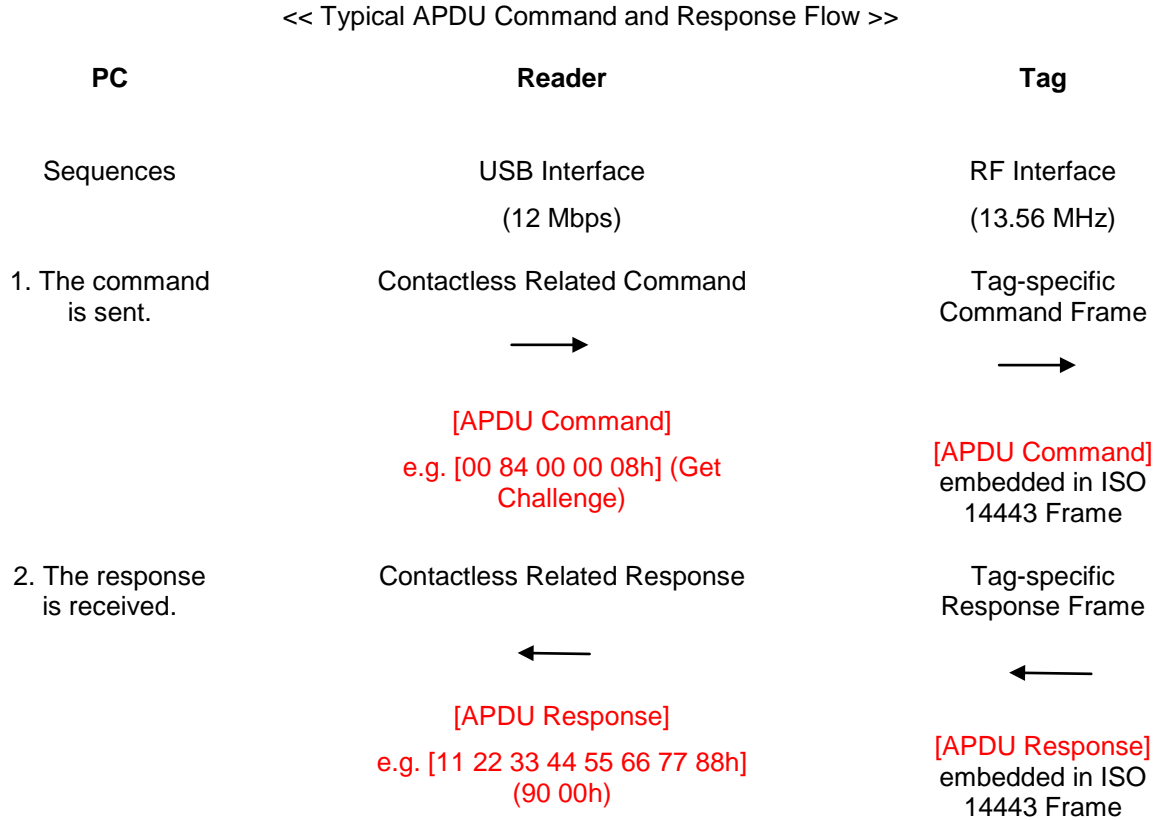 << Typical APDU Command and Response Flow >>
PC Reader Tag
Sequences USB Interface RF Interface
(12 Mbps) (13.56 MHz)
1. The command
is sent.
Contactless Related Command
Tag-specific
Command Frame
[APDU Command]
e.g. [00 84 00 00 08h] (Get
Challenge)
[APDU Command]
embedded in ISO
14443 Frame
2. The response
is received.
Contactless Related Response
Tag-specific
Response Frame
[APDU Response]
e.g. [11 22 33 44 55 66 77 88h]
(90 00h)
[APDU Response]
embedded in ISO
14443 Frame